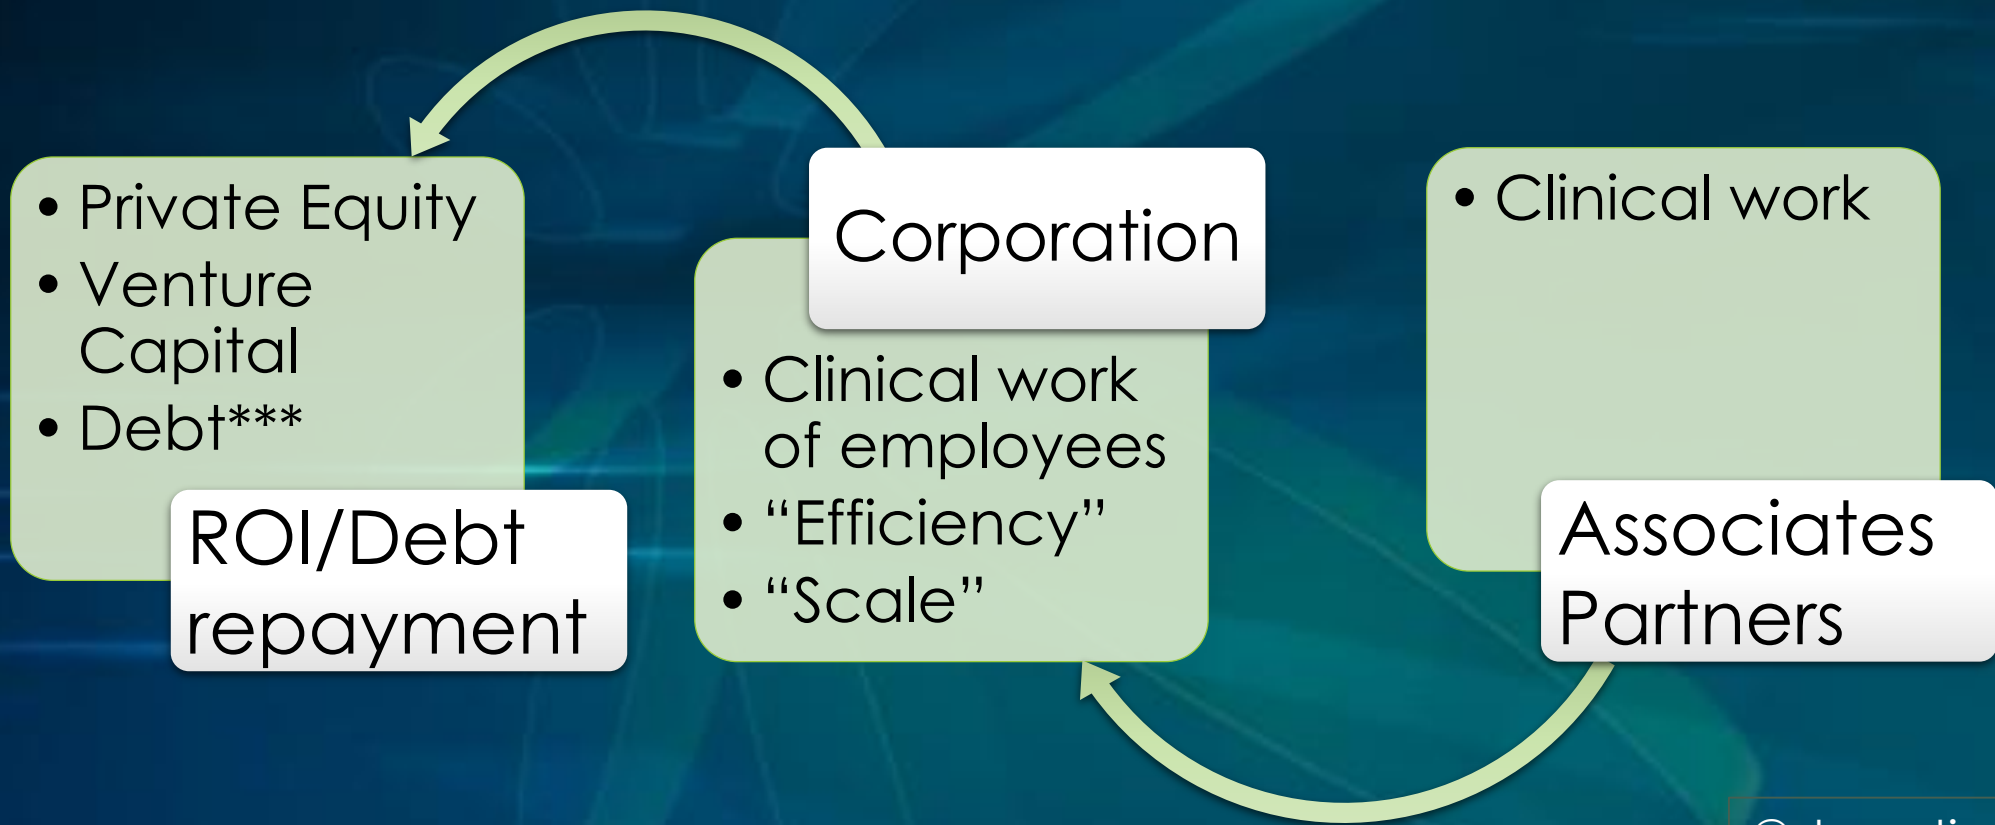 • Private Equity
• Venture
Capital
• Debt***
ROI/Debt
repayment
Corporation
• Clinical work
of employees
• “Efficiency”
• “Scale”
• Clinical work
Associates
Partners